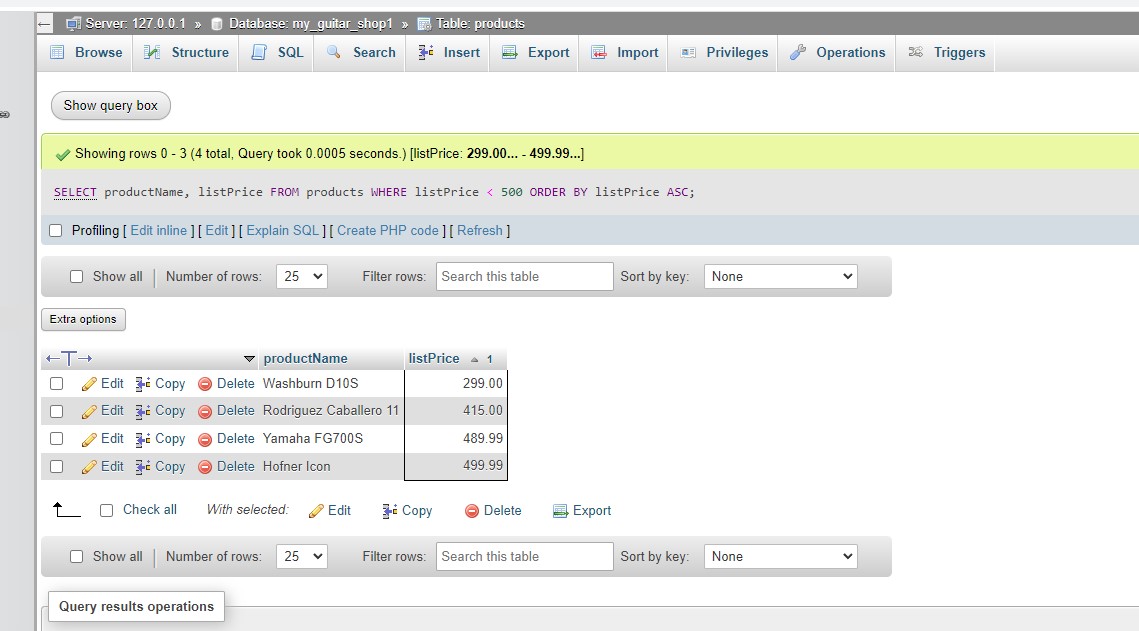 Server: 127.0.0.1 » Database: my_guitar_shop1 » Table: products
Browse Structure SQL Search Insert Export Import Privileges Operations Triggers
Show query box
Showing rows 0 - 3 (4 total, Query took 0.0005 seconds.) [listPrice: 299.00... - 499.99...]
SELECT productName, listPrice FROM products WHERE listPrice < 500 ORDER BY listPrice ASC;
Profiling [ Edit inline ] [ Edit ] [ Explain SQL ] [ Create PHP code ] [ Refresh ]
Show all Number of rows: 25 Filter rows: Search this table Sort by key: None
Extra options
←T→ productName listPrice 1
Edit Copy Delete Washburn D10S 299.00
Edit Copy Delete Rodriguez Caballero 11 415.00
Edit Copy Delete Yamaha FG700S 489.99
Edit Copy Delete Hofner Icon 499.99
Check all With selected: Edit Copy Delete Export
Show all Number of rows: 25 Filter rows: Search this table Sort by key: None
Query results operations